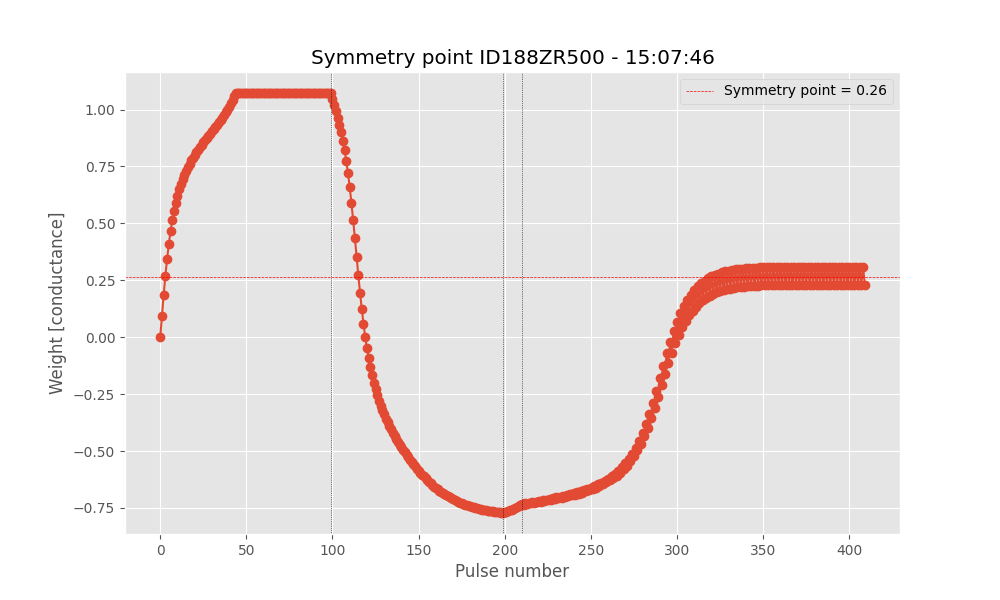 Symmetry point ID188ZR500 - 15:07:46
Symmetry point = 0.26
1.00
0.75
0.50
0.25
0.00
−0.25
−0.50
−0.75
Weight [conductance]
0 50 100 150 200 250 300 350 400
Pulse number